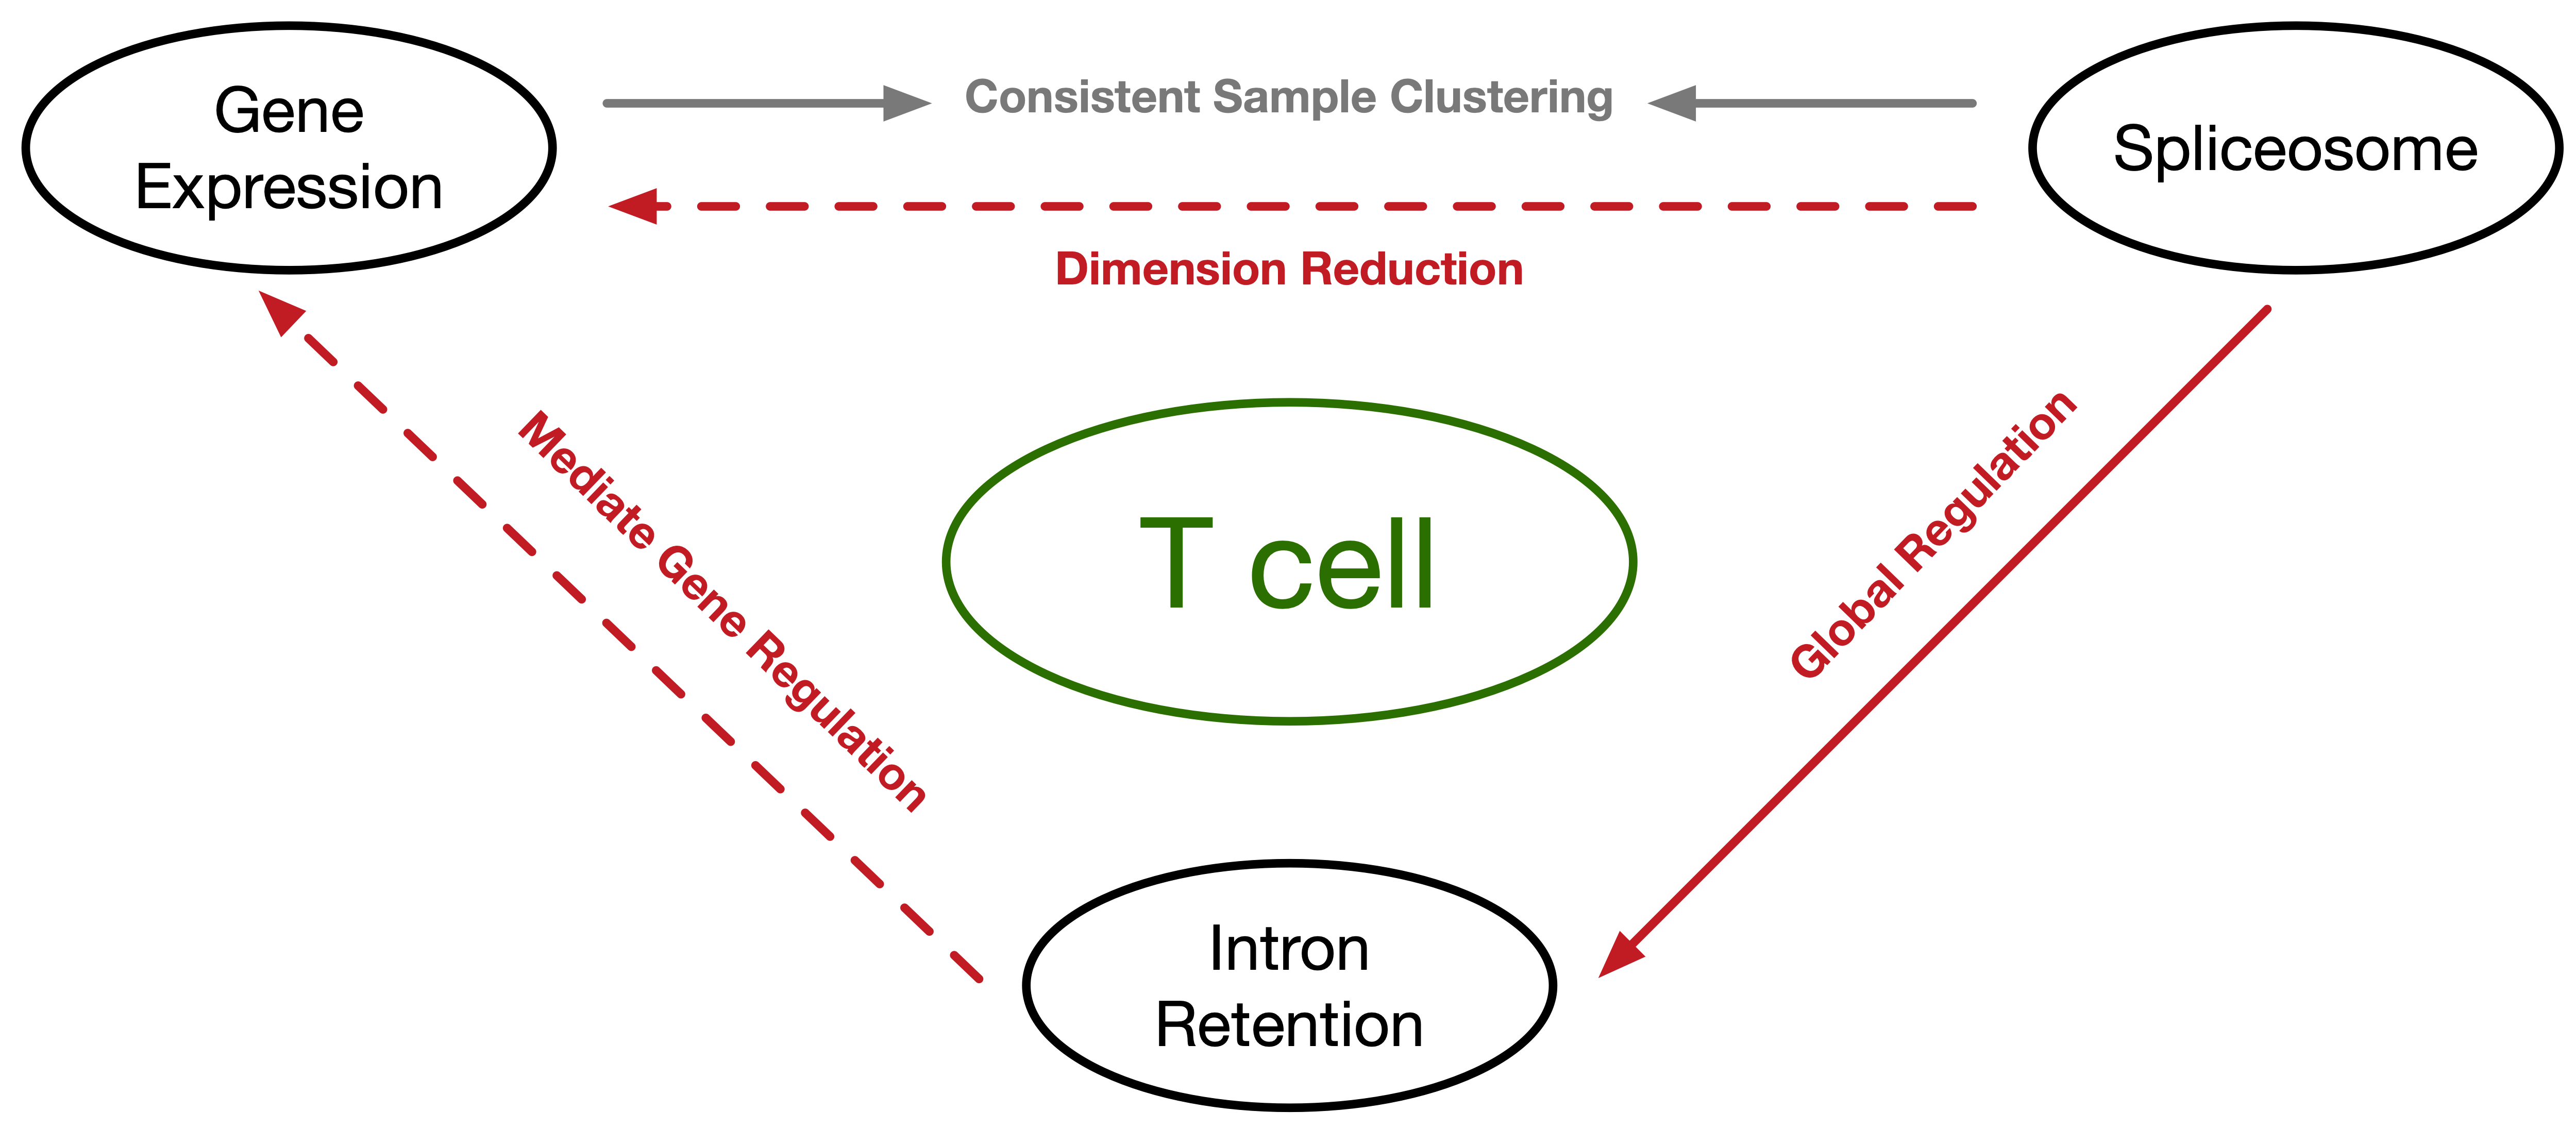 Gene
Expression
Consistent Sample Clustering
Spliceosome
Dimension Reduction
Mediate Gene Regulation
T cell
Global Regulation
Intron
Retention